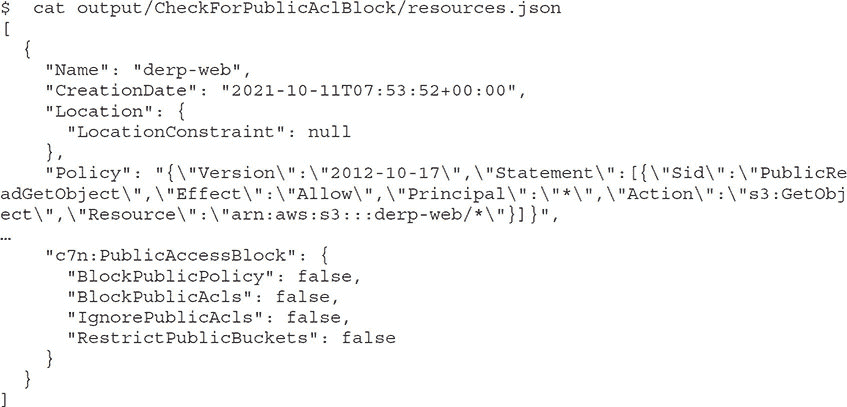 $  cat output/CheckForPublicAclBlock/resources.json
[
  {
    "Name": "derp-web",
    "CreationDate": "2021-10-11T07:53:52+00:00",
    "Location": {
      "LocationConstraint": null
    },
    "Policy": "{\"Version\":\"2012-10-17\",\"Statement\":[{\"Sid\":\"PublicRe
adGetObject\",\"Effect\":\"Allow\",\"Principal\":\"*\",\"Action\":\"s3:GetObj
ect\",\"Resource\":\"arn:aws:s3:::derp-web/*\"}]}",
…
    "c7n:PublicAccessBlock": {
      "BlockPublicPolicy": false,
      "BlockPublicAcls": false,
      "IgnorePublicAcls": false,
      "RestrictPublicBuckets": false
    }
  }
]